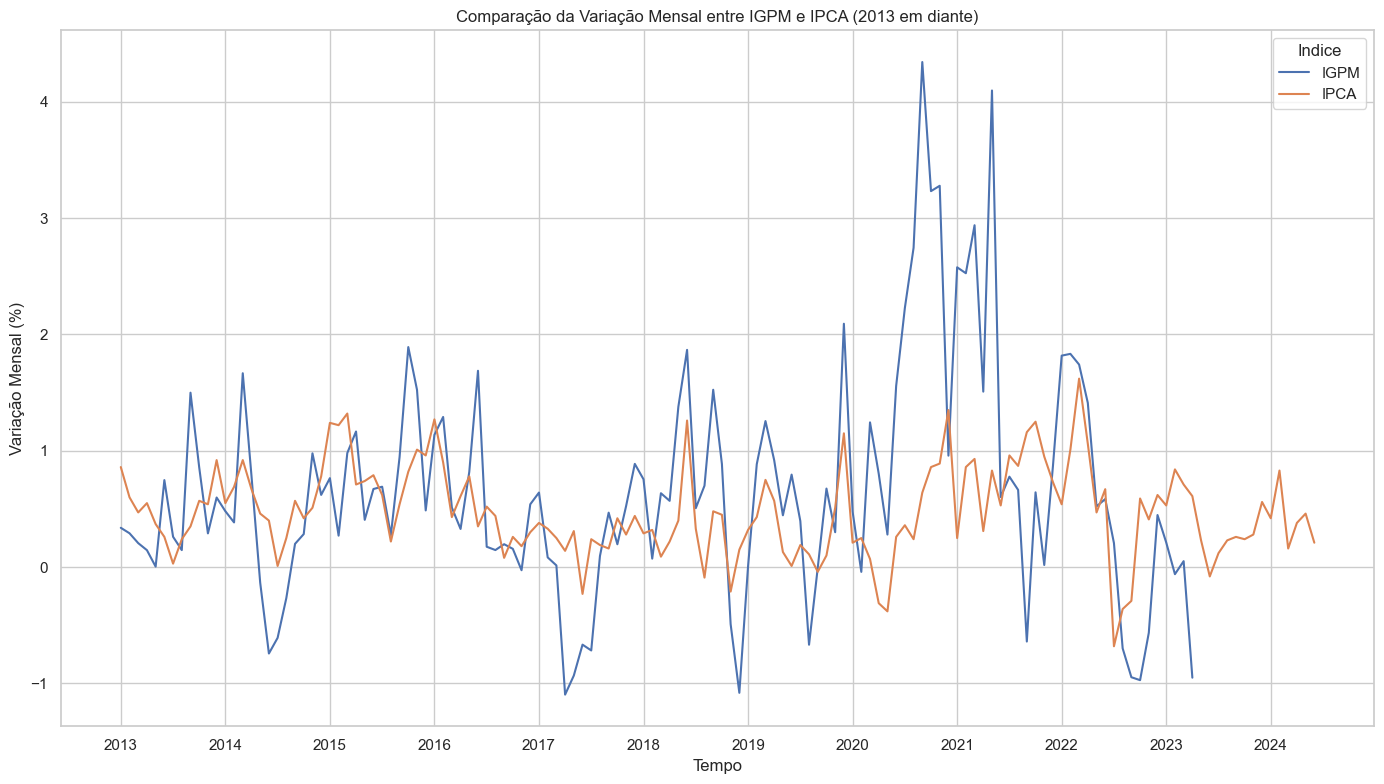 Comparação da Variação Mensal entre IGPM e IPCA (2013 em diante)
Indice
IGPM
IPCA
Variação Mensal (%)
4
3
2
1
0
−1
2013 2014 2015 2016 2017 2018 2019 2020 2021 2022 2023 2024
Tempo